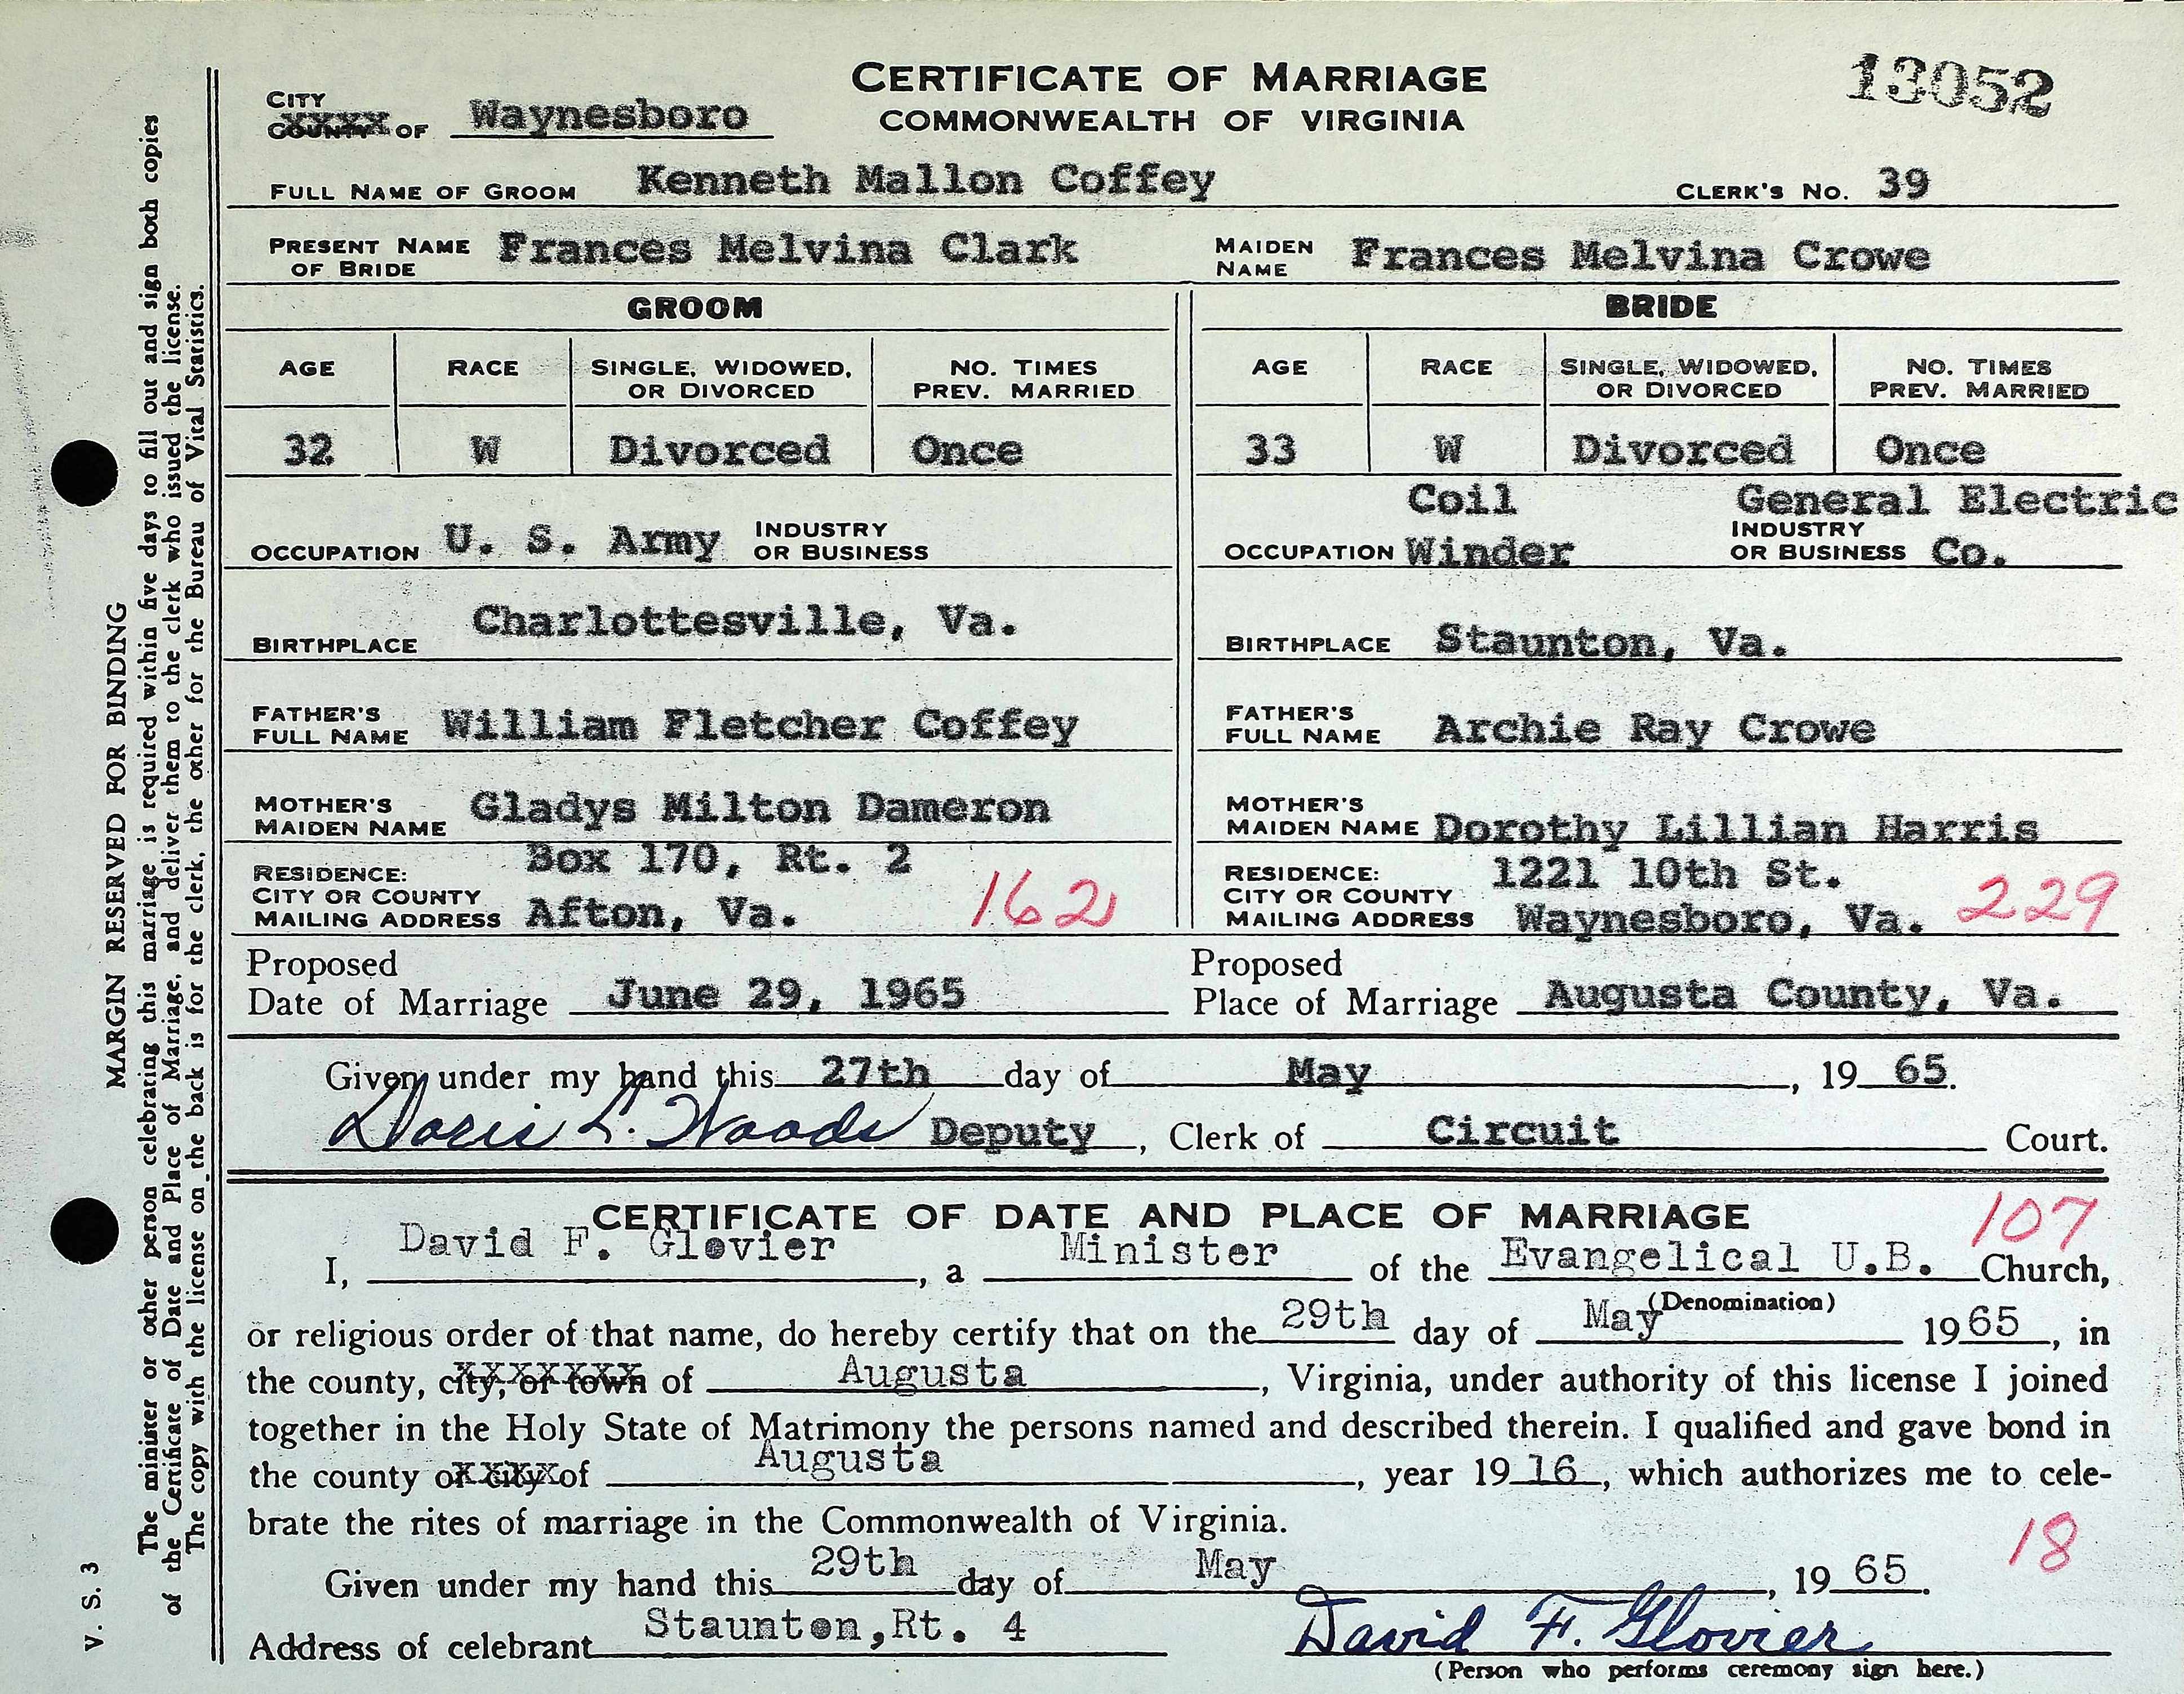 CERTIFICATE OF MARRIAGE
COMMONWEALTH OF VIRGINIA
13052
CITY
COUNTY OF Waynesboro
FULL NAME OF GROOM Kenneth Mallon Coffey CLERK'S NO. 39
PRESENT NAME OF BRIDE Frances Melvina Clark MAIDEN NAME Frances Melvina Crowe
GROOM BRIDE
AGE RACE SINGLE, WIDOWED, OR DIVORCED NO. TIMES PREV. MARRIED AGE RACE SINGLE, WIDOWED, OR DIVORCED NO. TIMES PREV. MARRIED
32 W Divorced Once 33 W Divorced Once
OCCUPATION U. S. Army INDUSTRY OR BUSINESS OCCUPATION Coil Winder INDUSTRY OR BUSINESS General Electric Co.
BIRTHPLACE Charlottesville, Va. BIRTHPLACE Staunton, Va.
FATHER'S FULL NAME William Fletcher Coffey FATHER'S FULL NAME Archie Ray Crowe
MOTHER'S MAIDEN NAME Gladys Milton Dameron MOTHER'S MAIDEN NAME Dorothy Lillian Harris
RESIDENCE: CITY OR COUNTY MAILING ADDRESS Box 170, Rt. 2 Afton, Va. 162 RESIDENCE: CITY OR COUNTY MAILING ADDRESS 1221 10th St. Waynesboro, Va. 229
Proposed Date of Marriage June 29, 1965 Proposed Place of Marriage Augusta County, Va.
Given under my hand this 27th day of May, 19 65.
Doris L. Woods Deputy, Clerk of Circuit Court.
CERTIFICATE OF DATE AND PLACE OF MARRIAGE 107
I, David F. Glovier, a Minister of the Evangelical U.B. Church,
(Denomination)
or religious order of that name, do hereby certify that on the 29th day of May 1965, in
the county, city, or town of Augusta, Virginia, under authority of this license I joined
together in the Holy State of Matrimony the persons named and described therein. I qualified and gave bond in
the county or city of Augusta, year 19 16, which authorizes me to cele-
brate the rites of marriage in the Commonwealth of Virginia.
18
Given under my hand this 29th day of May, 19 65.
Address of celebrant Staunton,Rt. 4 David F. Glovier
(Person who performs ceremony sign here.)
MARGIN RESERVED FOR BINDING
The minister or other person celebrating this marriage is required within five days to fill out and sign both copies
of the Certificate of Date and Place of Marriage, and deliver them to the clerk who issued the license.
The copy with the license on the back is for the clerk, the other for the Bureau of Vital Statistics.
V. S. 3